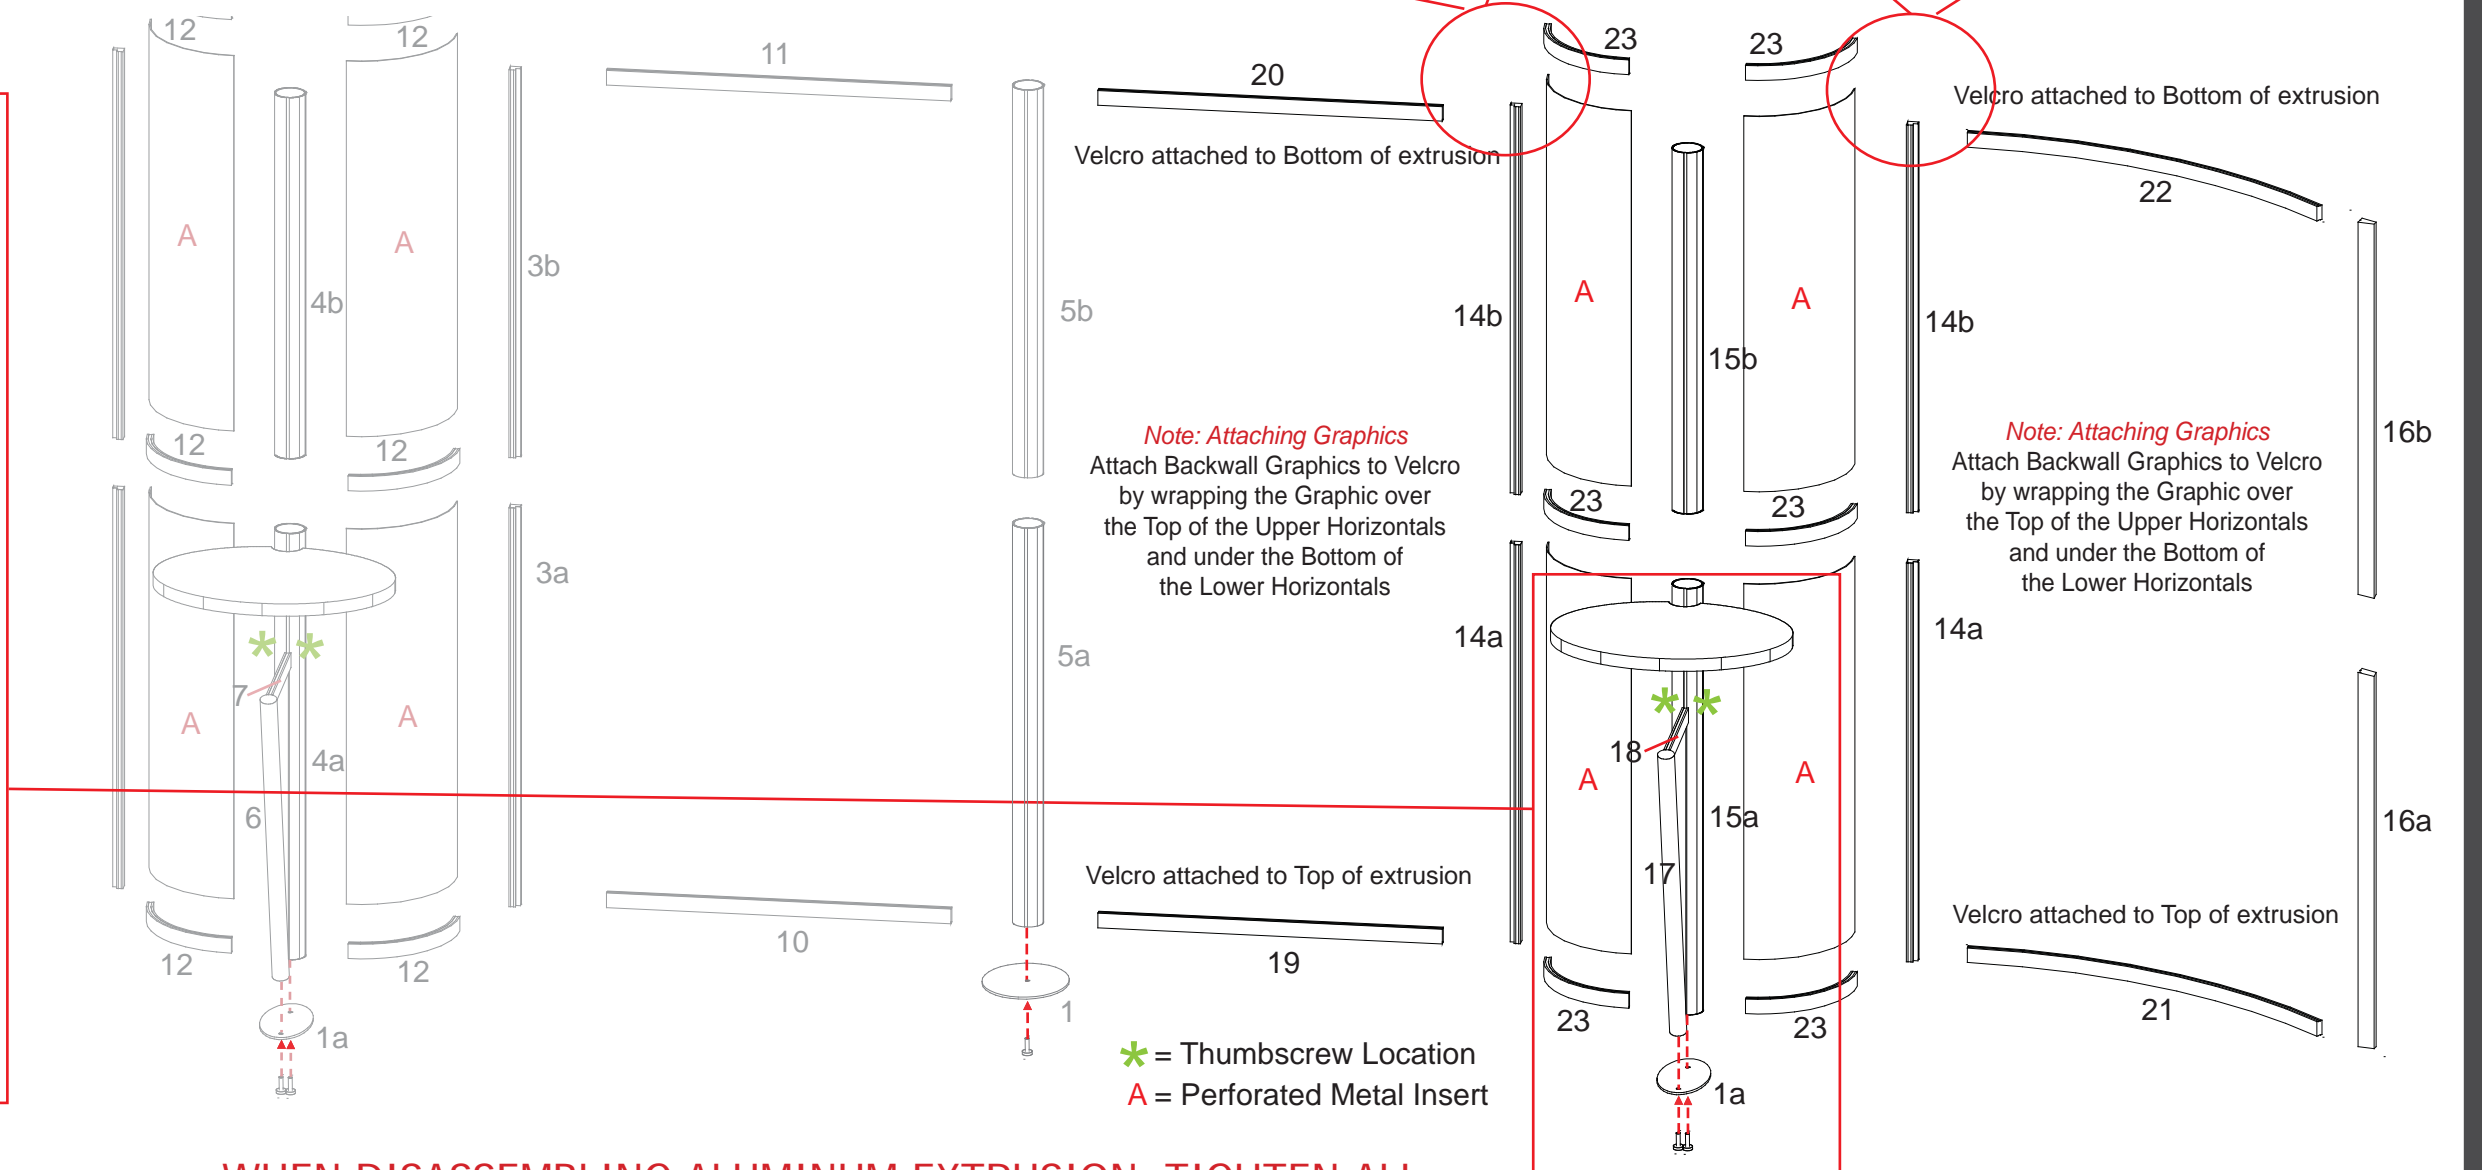 12
12
11
20
23
23
Velcro attached to Bottom of extrusion
Velcro attached to Bottom of extrusion
22
A
A
3b
4b
5b
14b
A
A
14b
15b
12
12
Note: Attaching Graphics
Attach Backwall Graphics to Velcro
by wrapping the Graphic over
the Top of the Upper Horizontals
and under the Bottom of
the Lower Horizontals
23
23
Note: Attaching Graphics
Attach Backwall Graphics to Velcro
by wrapping the Graphic over
the Top of the Upper Horizontals
and under the Bottom of
the Lower Horizontals
16b
3a
* *
7
A
A
4a
6
5a
14a
14a
* *
18
A
A
15a
17
16a
Velcro attached to Top of extrusion
Velcro attached to Top of extrusion
12
12
10
19
23
23
21
1a
1
1a
* = Thumbscrew Location
A = Perforated Metal Insert
WHEN DISASSEMBLING ALUMINUM EXTRUSION, TIGHTEN ALL